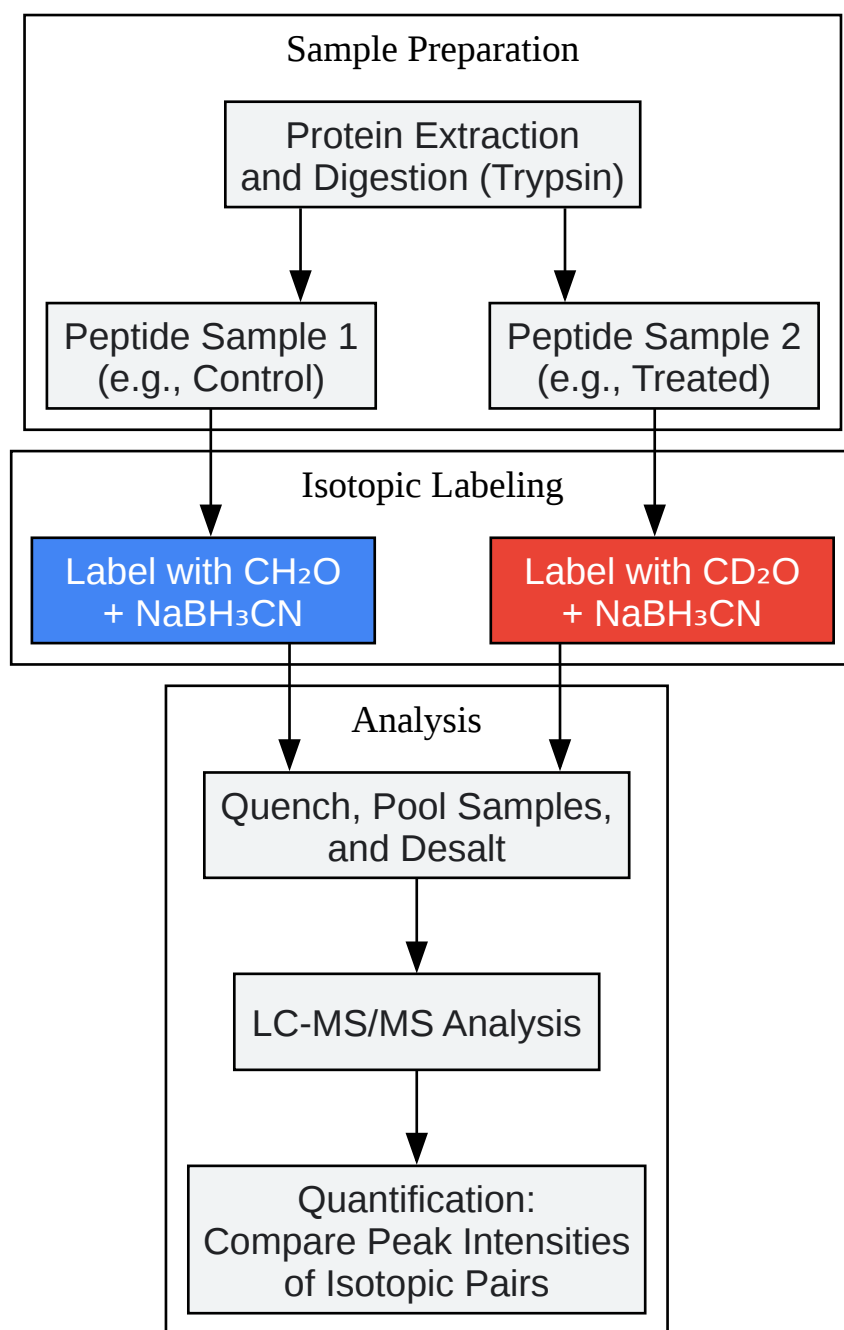 Sample Preparation
Protein Extraction
and Digestion (Trypsin)
Peptide Sample 1
(e.g., Control)
Peptide Sample 2
(e.g., Treated)
Isotopic Labeling
Label with CH₂O
+ NaBH₃CN
Label with CD₂O
+ NaBH₃CN
Analysis
Quench, Pool Samples,
and Desalt
LC-MS/MS Analysis
Quantification:
Compare Peak Intensities
of Isotopic Pairs